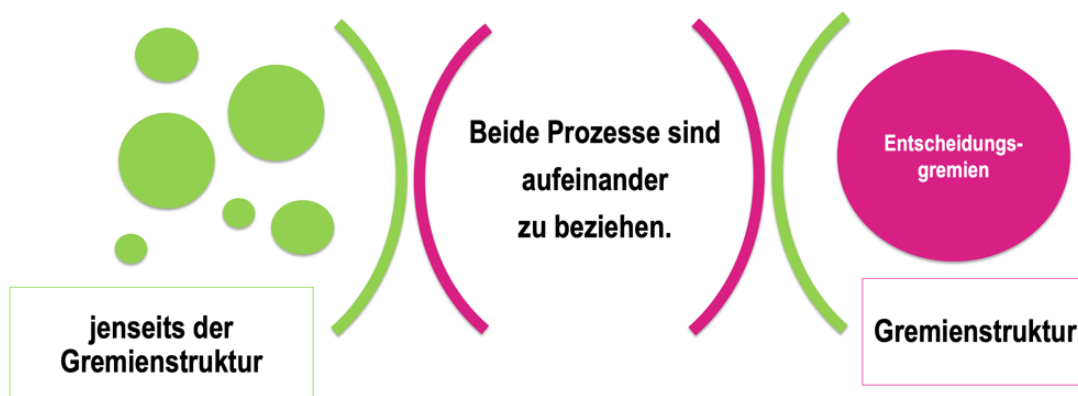 Beide Prozesse sind
aufeinander
zu beziehen.
Entscheidungs-
gremien
jenseits der
Gremienstruktur
Gremienstruktur